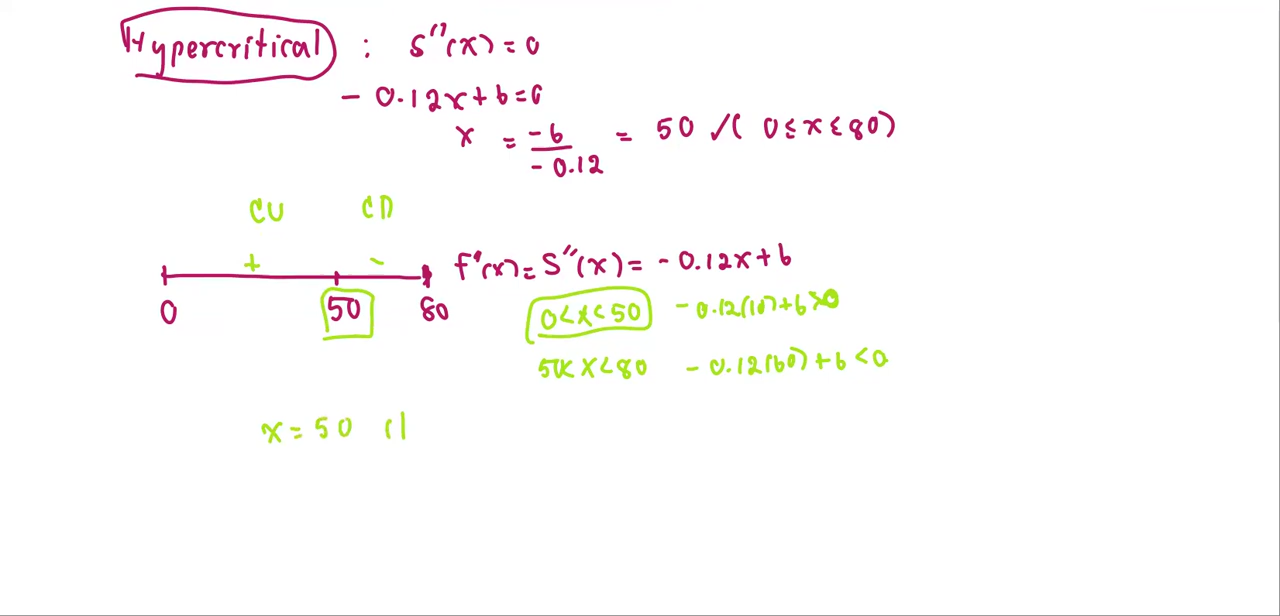 Hypercritical : S''(x) = 0
- 0.12x + 6 = 0
x = -6 / -0.12 = 50 ✓ ( 0 ≤ x ≤ 80)
CU CD
+ - f'(x) = S''(x) = - 0.12x + 6
0 50 80 0 < x < 50 - 0.12(10) + 6 > 0
50 < x < 80 - 0.12(60) + 6 < 0
x = 50